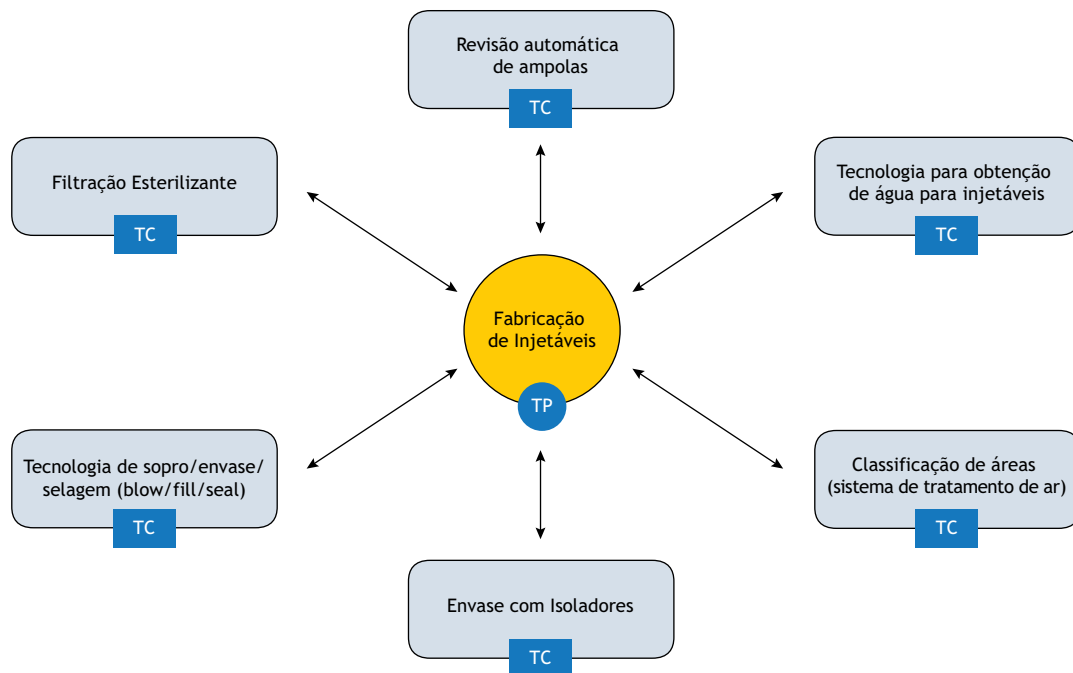 Revisão automática
de ampolas
TC
Filtração Esterilizante
TC
Tecnologia para obtenção
de água para injetáveis
TC
Fabricação
de Injetáveis
TP
Tecnologia de sopro/envase/
selagem (blow/fill/seal)
TC
Classificação de áreas
(sistema de tratamento de ar)
TC
Envase com Isoladores
TC